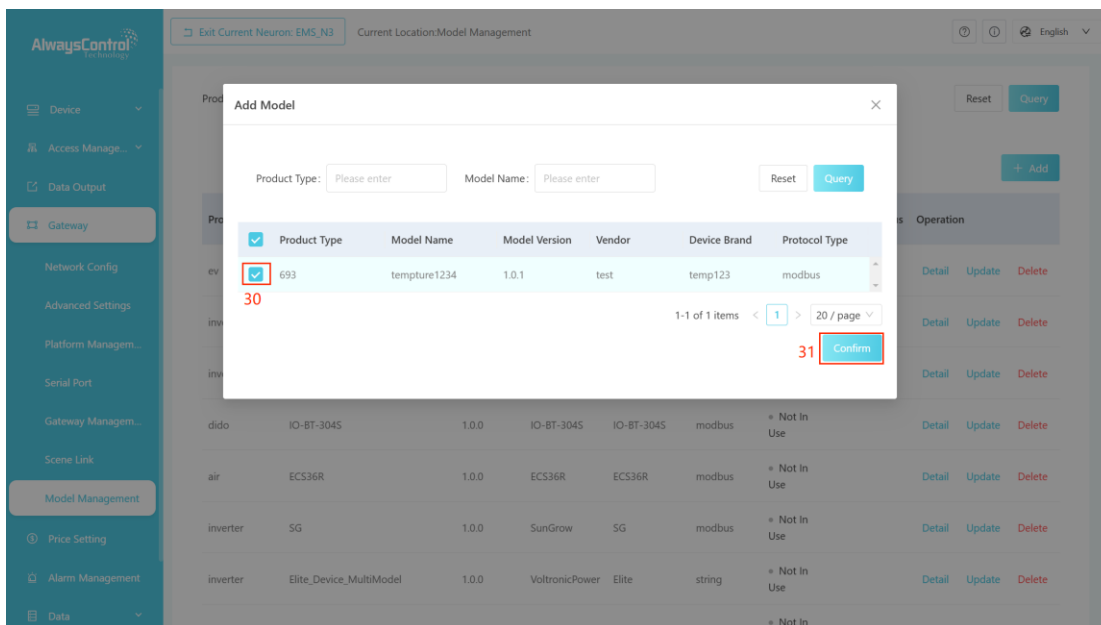 AlwaysControl
Technology
Exit Current Neuron: EMS_N3
Current Location:Model Management
English
Device
Access Manage...
Data Output
Gateway
Network Config
Advanced Settings
Platform Managem...
Serial Port
Gateway Managem...
Scene Link
Model Management
Price Setting
Alarm Management
Data
Prod
Reset
Query
+ Add
Add Model
Product Type: Please enter
Model Name: Please enter
Reset
Query
Product Type Model Name Model Version Vendor Device Brand Protocol Type
693 tempture1234 1.0.1 test temp123 modbus
30
1-1 of 1 items < 1 > 20 / page
31 Confirm
Pro s Operation
ev Detail Update Delete
inve Detail Update Delete
inve Detail Update Delete
dido IO-BT-304S 1.0.0 IO-BT-304S IO-BT-304S modbus Not In Use Detail Update Delete
air ECS36R 1.0.0 ECS36R ECS36R modbus Not In Use Detail Update Delete
inverter SG 1.0.0 SunGrow SG modbus Not In Use Detail Update Delete
inverter Elite_Device_MultiModel 1.0.0 VoltronicPower Elite string Not In Use Detail Update Delete
Not In